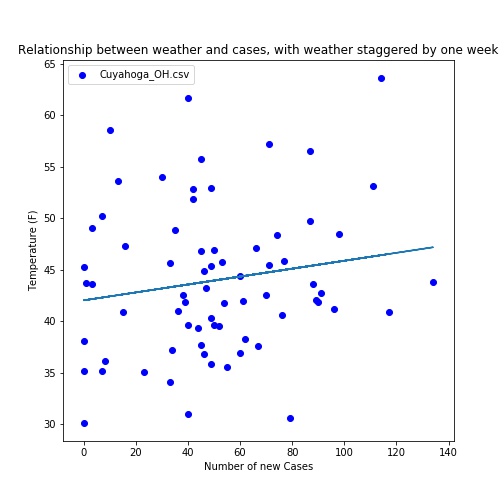 Relationship between weather and cases, with weather staggered by one week
Cuyahoga_OH.csv
65
60
55
50
45
40
35
30
Temperature (F)
0 20 40 60 80 100 120 140
Number of new Cases